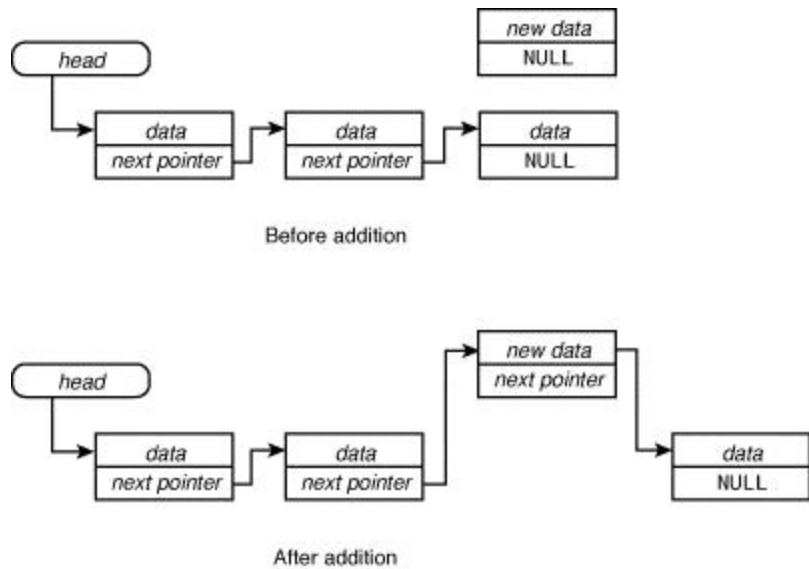 new data
NULL
head
data
next pointer
data
next pointer
data
NULL
Before addition
new data
next pointer
head
data
next pointer
data
next pointer
data
NULL
After addition